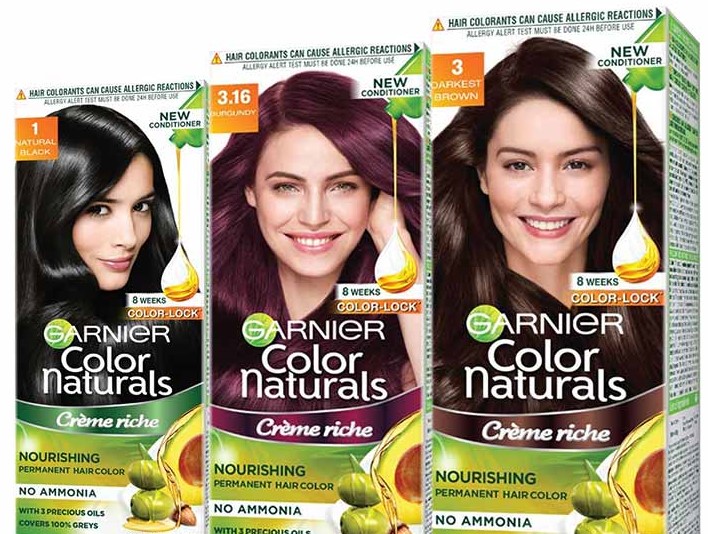 HAIR COLORANTS CAN CAUSE ALLERGIC REACTIONS
ALLERGY ALERT TEST MUST BE DONE 24H BEFORE USE
1
NATURAL
BLACK
NEW
CONDITIONER
8 WEEKS
COLOR-LOCK
GARNIER
Color
Naturals
Crème riche
NOURISHING
PERMANENT HAIR COLOR
NO AMMONIA
WITH 3 PRECIOUS OILS
COVERS 100% GREYS
HAIR COLORANTS CAN CAUSE ALLERGIC REACTIONS
ALLERGY ALERT TEST MUST BE DONE 24H BEFORE USE
3.16
BURGUNDY
NEW
CONDITIONER
8 WEEKS
COLOR-LOCK
GARNIER
Color
Naturals
Crème riche
NOURISHING
PERMANENT HAIR COLOR
NO AMMONIA
WITH 3 PRECIOUS OILS
HAIR COLORANTS CAN CAUSE ALLERGIC REACTIONS
ALLERGY ALERT TEST MUST BE DONE 24H BEFORE USE
3
DARKEST
BROWN
NEW
CONDITIONER
8 WEEKS
COLOR-LOCK
GARNIER
Color
Naturals
Crème riche
NOURISHING
PERMANENT HAIR COLOR
NO AMMONIA